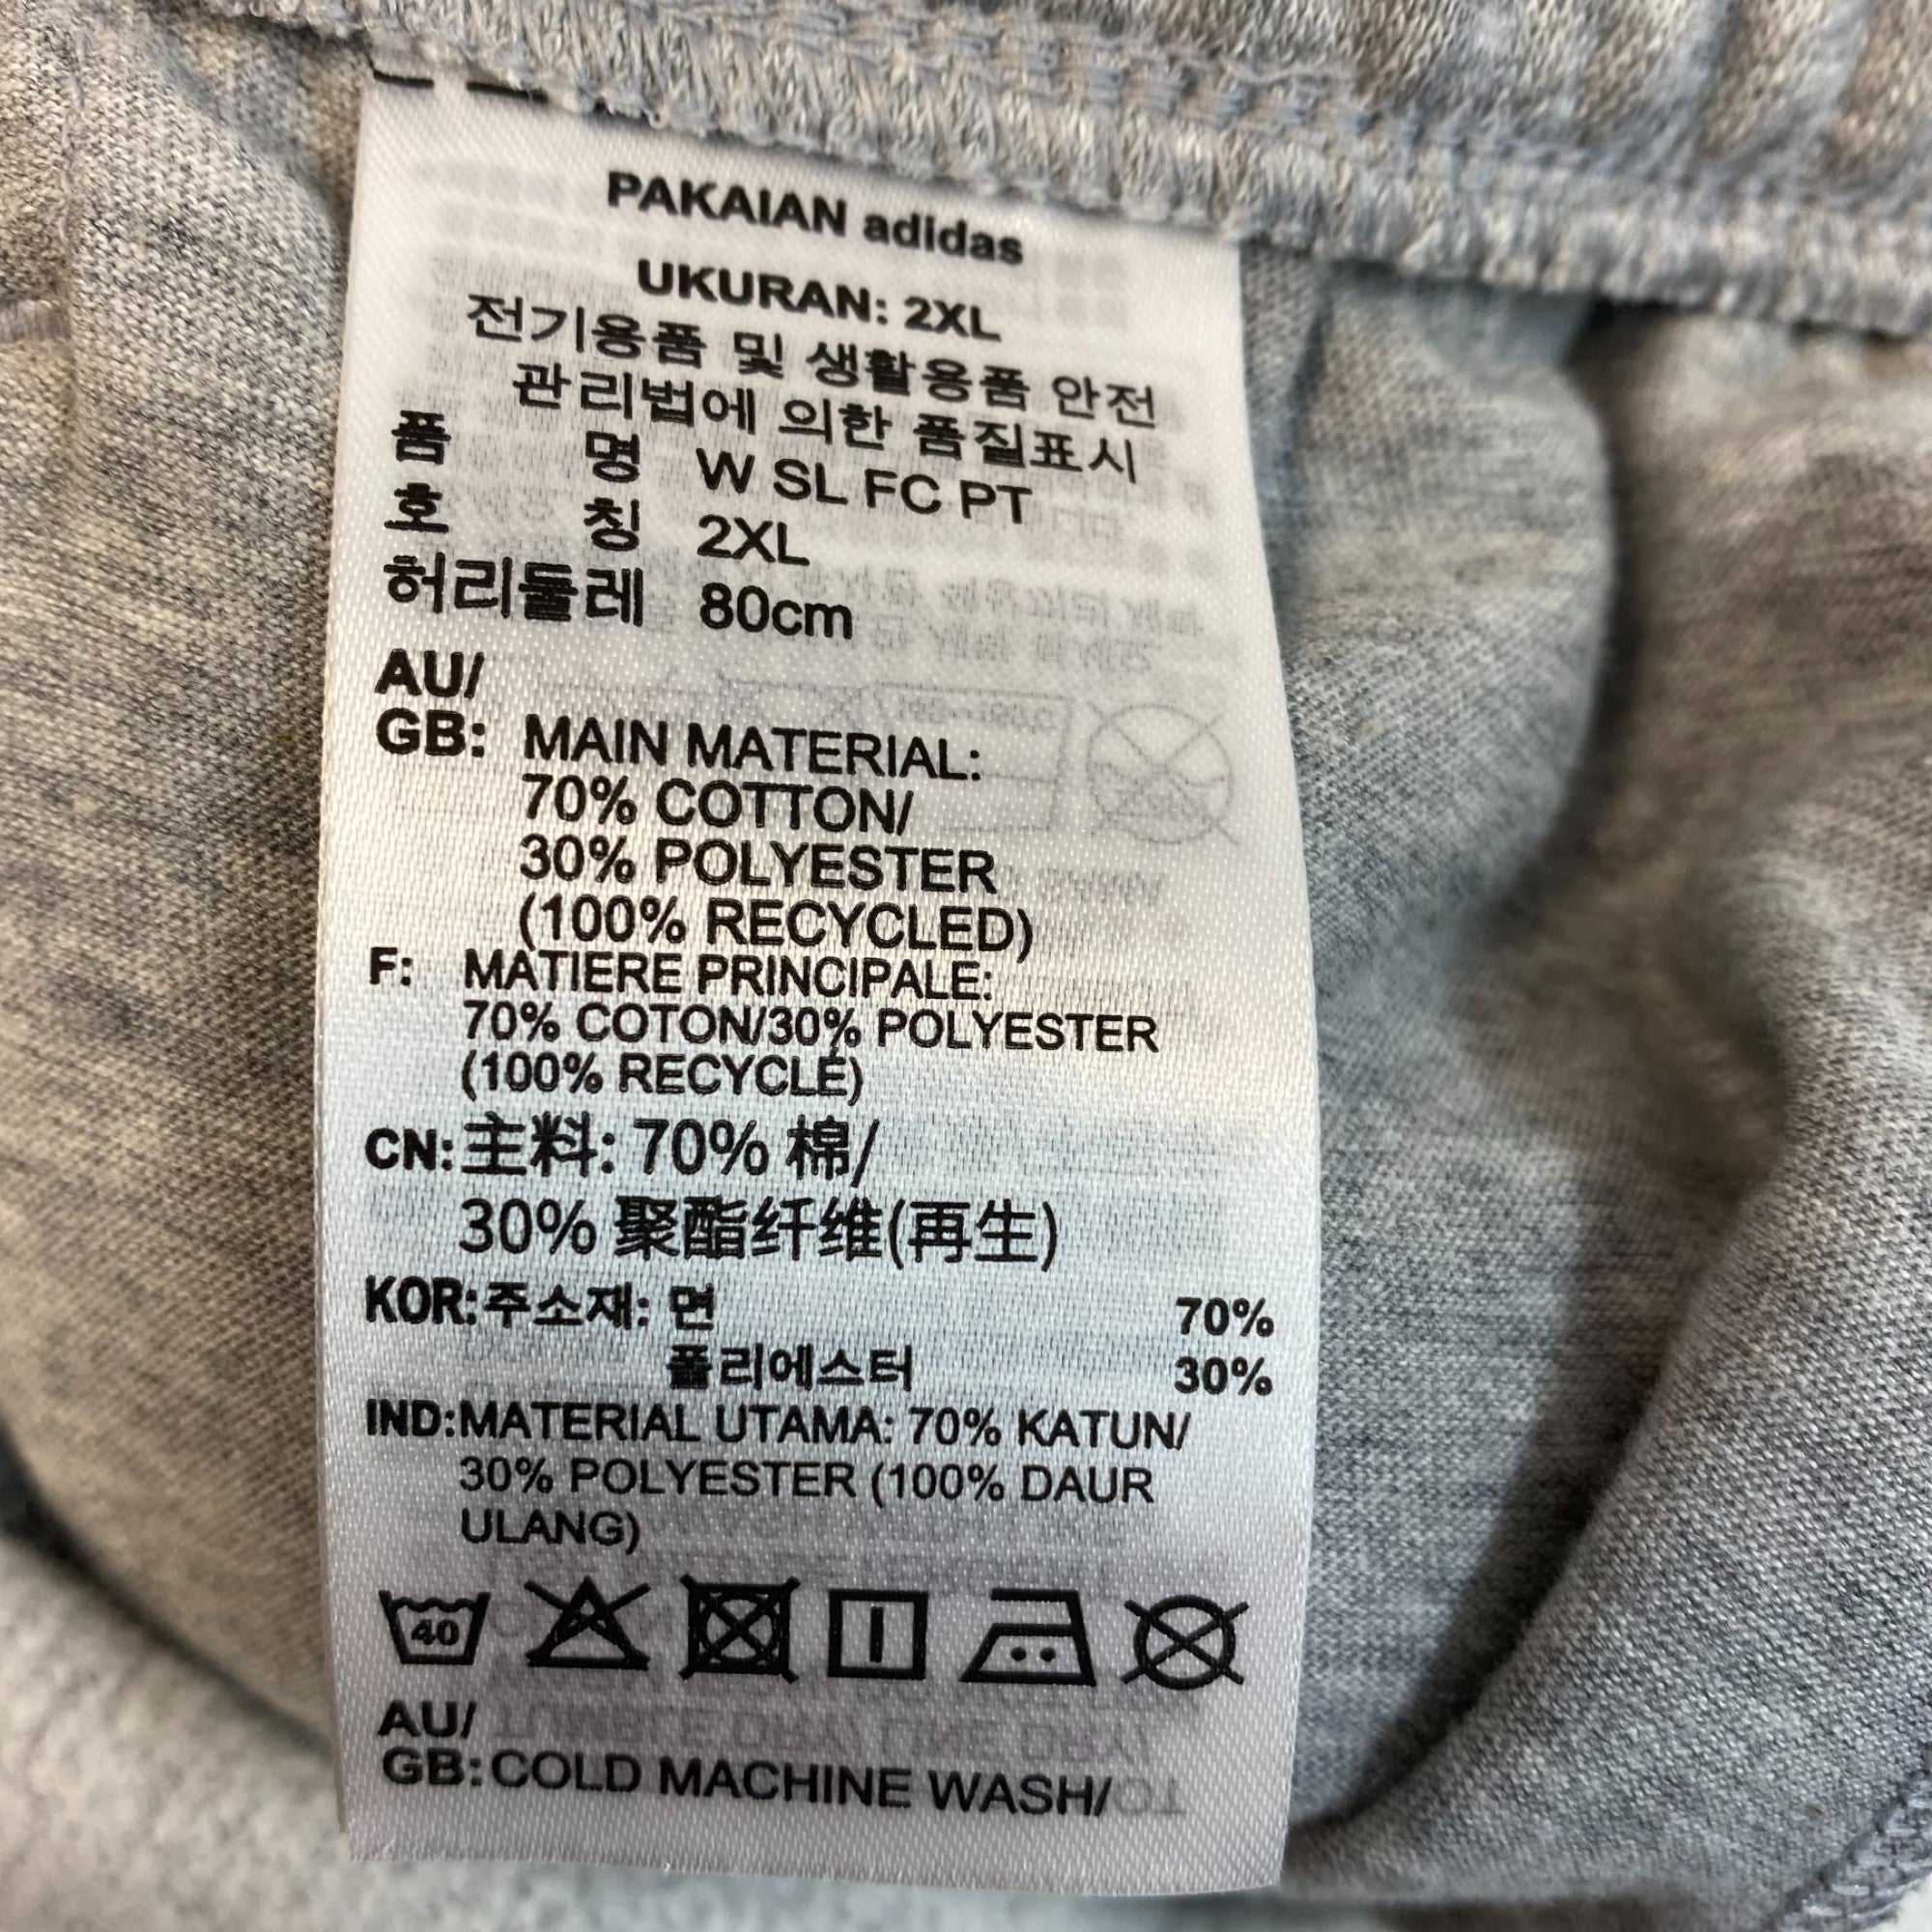 PAKAIAN adidas
UKURAN: 2XL
전기용품 및 생활용품 안전
관리법에 의한 품질표시
품 명 W SL FC PT
호 칭 2XL
허리둘레 80cm
AU/
GB: MAIN MATERIAL:
70% COTTON/
30% POLYESTER
(100% RECYCLED)
F: MATIERE PRINCIPALE:
70% COTON/30% POLYESTER
(100% RECYCLÉ)
CN: 主料: 70% 棉/
30% 聚酯纤维(再生)
KOR: 주소재: 면 70%
폴리에스터 30%
IND: MATERIAL UTAMA: 70% KATUN/
30% POLYESTER (100% DAUR
ULANG)
40
AU/
GB: COLD MACHINE WASH/